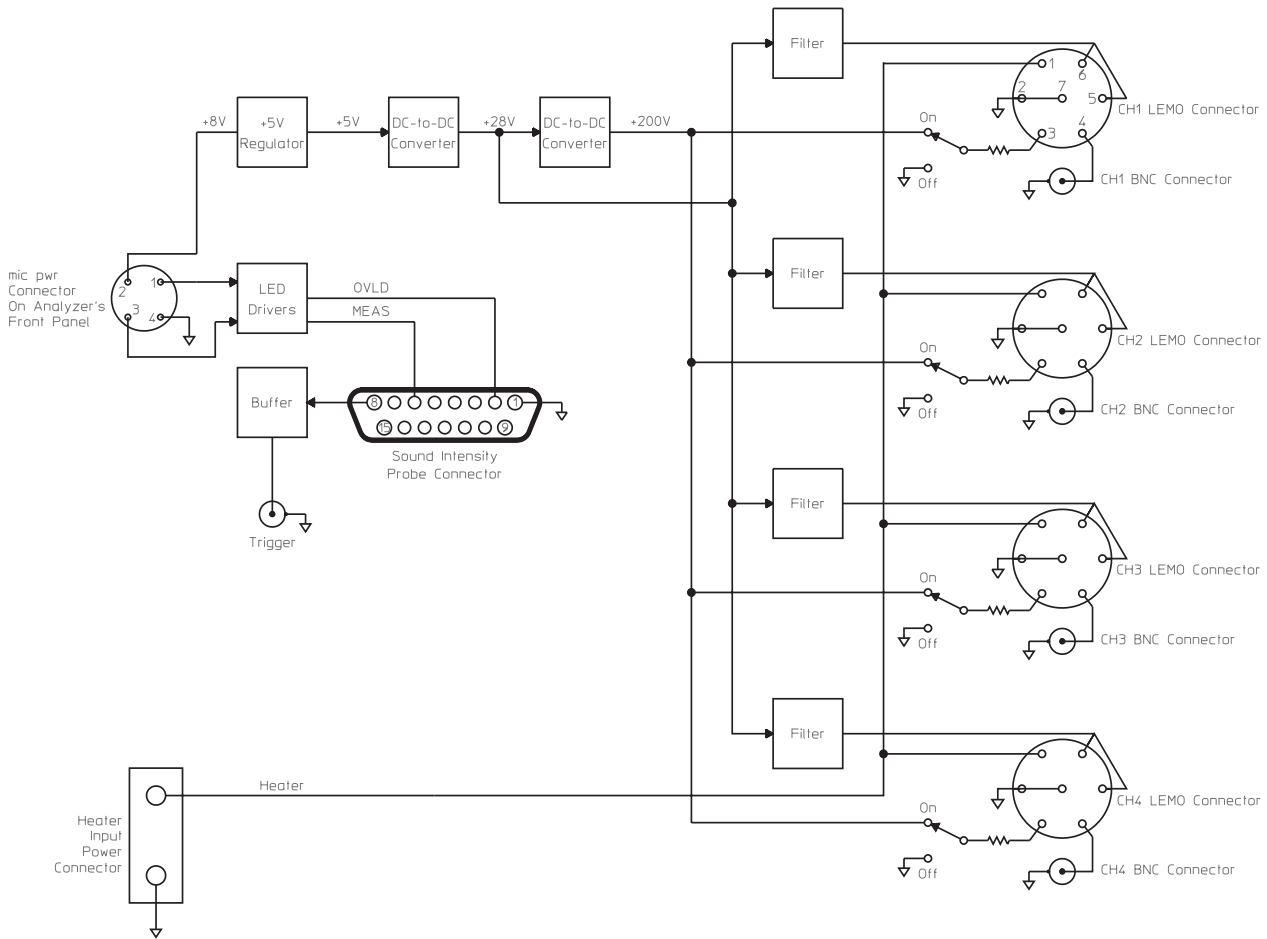 Filter
1
6
2
7
5
CH1 LEMO Connector
3
4
On
Off
CH1 BNC Connector
+8V
+5V
Regulator
+5V
DC-to-DC
Converter
+28V
DC-to-DC
Converter
+200V
mic pwr
Connector
On Analyzer's
Front Panel
1
2
3
4
LED
Drivers
OVLD
MEAS
Buffer
8
1
15
9
Sound Intensity
Probe Connector
Trigger
Filter
CH2 LEMO Connector
On
Off
CH2 BNC Connector
Filter
CH3 LEMO Connector
On
Off
CH3 BNC Connector
Filter
CH4 LEMO Connector
On
Off
CH4 BNC Connector
Heater
Heater
Input
Power
Connector